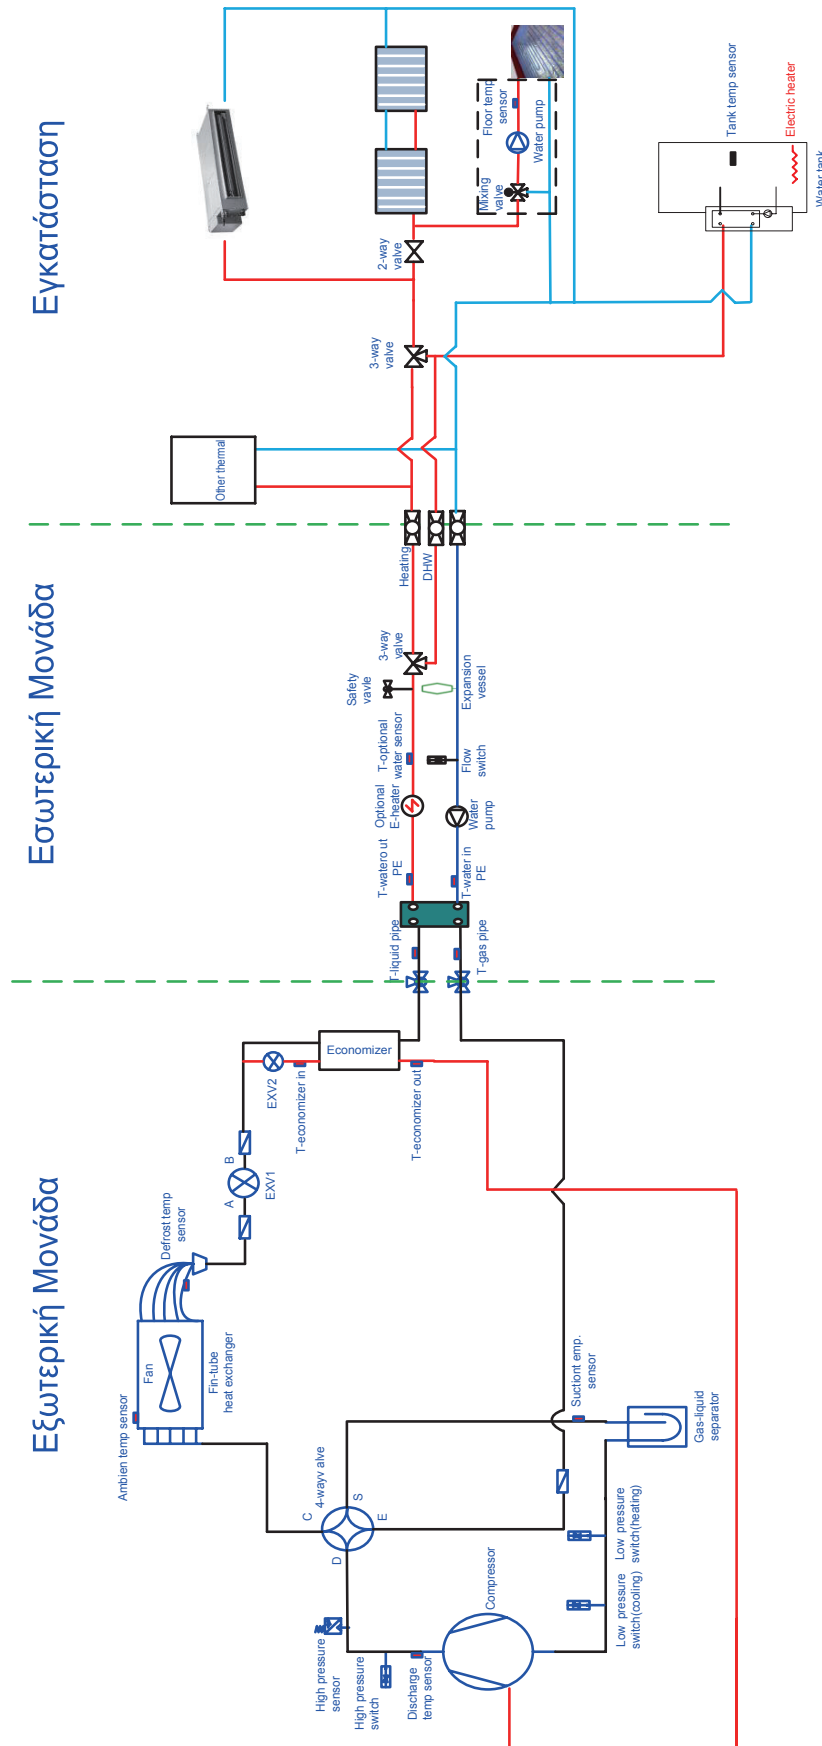 Εξωτερική Μονάδα
Εσωτερική Μονάδα
Εγκατάσταση
Ambien temp sensor
Fan
Fin-tube
heat exchanger
Defrost temp
sensor
A
B
EXV1
EXV2
T-economizer in
Economizer
T-economizer out
C
4-wayv alve
S
D
E
High pressure
sensor
High pressure
switch
Discharge
temp sensor
Compressor
Low pressure
switch(cooling)
Low pressure
switch(heating)
Suctiont emp.
sensor
Gas-liquid
separator
T-liquid pipe
T-gas pipe
T-watero ut
PE
T-water in
PE
Optional
E-heater
Water
pump
T-optional
water sensor
Flow
switch
Safety
vavle
Expansion
vessel
3-way
valve
Heating
DHW
Other thermal
3-way
valve
2-way
valve
Mixing
valve
Water pump
Floor temp
sensor
Tank temp sensor
Electric heater
Water tank